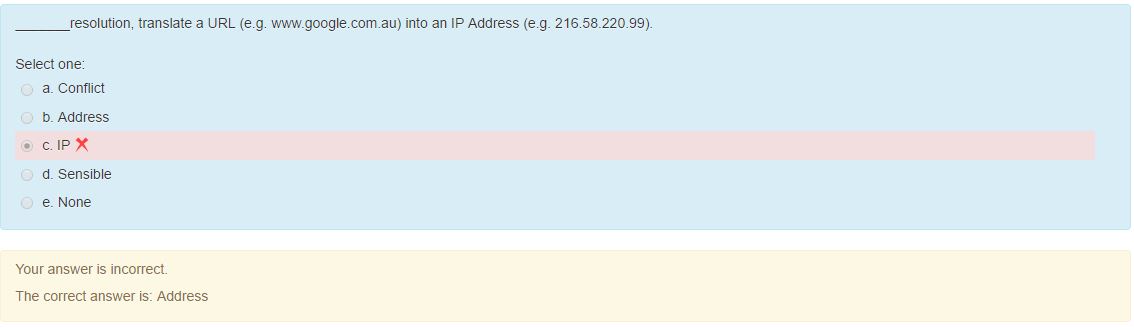 _______resolution, translate a URL (e.g. www.google.com.au) into an IP Address (e.g. 216.58.220.99).
Select one:
a. Conflict
b. Address
c. IP
d. Sensible
e. None
Your answer is incorrect.
The correct answer is: Address